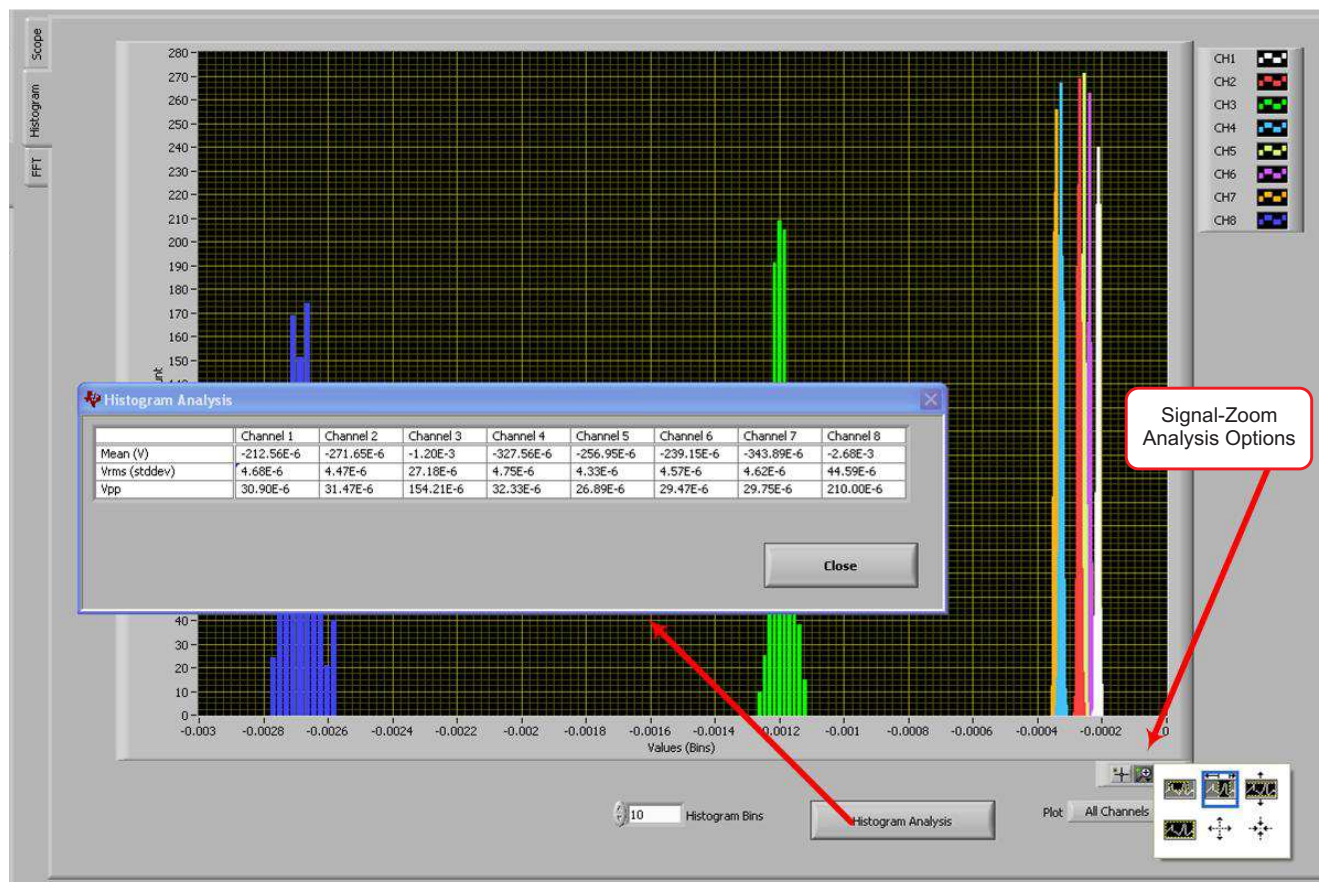 Scope
Histogram
FFT
280
270
260
250
240
230
220
210
200
190
180
170
160
150
40
30
20
10
0
-0.003
-0.0028
-0.0026
-0.0024
-0.0022
-0.002
-0.0018
-0.0016
-0.0014
-0.0012
-0.001
-0.0008
-0.0006
-0.0004
-0.0002
0
Values (Bins)
CH1
CH2
CH3
CH4
CH5
CH6
CH7
CH8
Histogram Analysis
Channel 1 Channel 2 Channel 3 Channel 4 Channel 5 Channel 6 Channel 7 Channel 8
Mean (V) -212.56E-6 -271.65E-6 -1.20E-3 -327.56E-6 -256.95E-6 -239.15E-6 -343.89E-6 -2.68E-3
Vrms (stddev) 4.68E-6 4.47E-6 27.18E-6 4.75E-6 4.33E-6 4.57E-6 4.62E-6 44.59E-6
Vpp 30.90E-6 31.47E-6 154.21E-6 32.33E-6 26.89E-6 29.47E-6 29.75E-6 210.00E-6
Close
Signal-Zoom
Analysis Options
10 Histogram Bins
Histogram Analysis
Plot All Channels